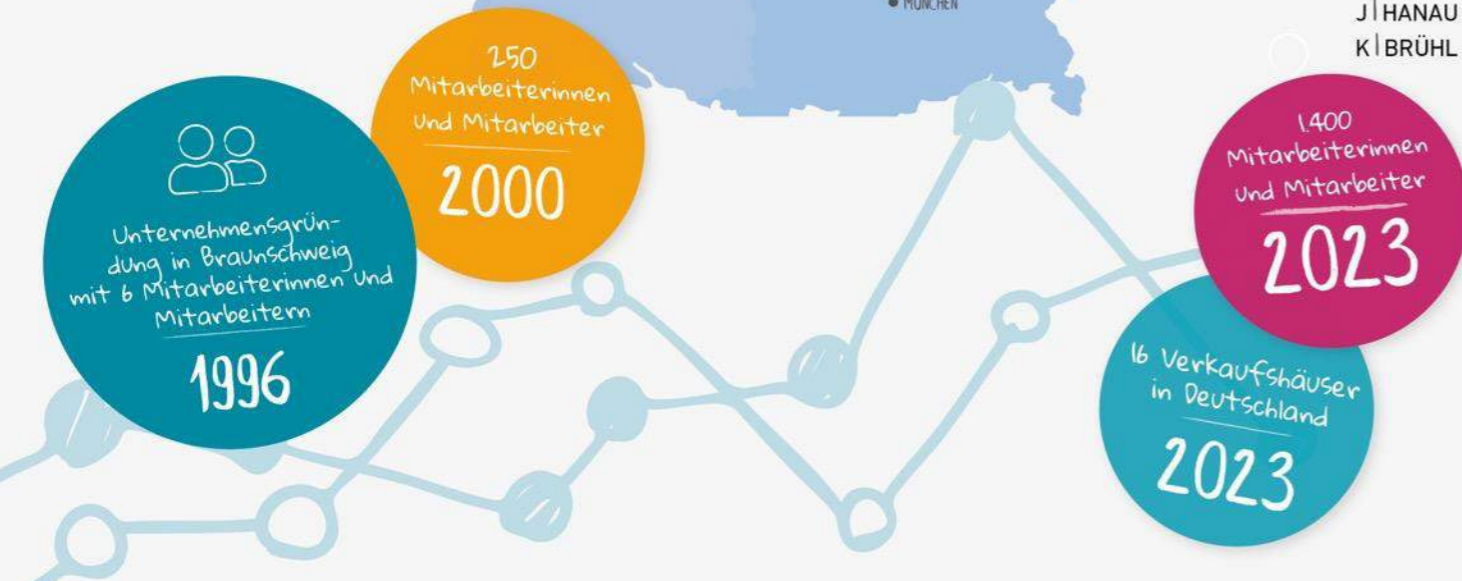 MÜNCHEN
J | HANAU
K | BRÜHL
250
Mitarbeiterinnen
und Mitarbeiter
2000
Unternehmensgrün-
dung in Braunschweig
mit 6 Mitarbeiterinnen und
Mitarbeitern
1996
1.400
Mitarbeiterinnen
und Mitarbeiter
2023
16 Verkaufshäuser
in Deutschland
2023